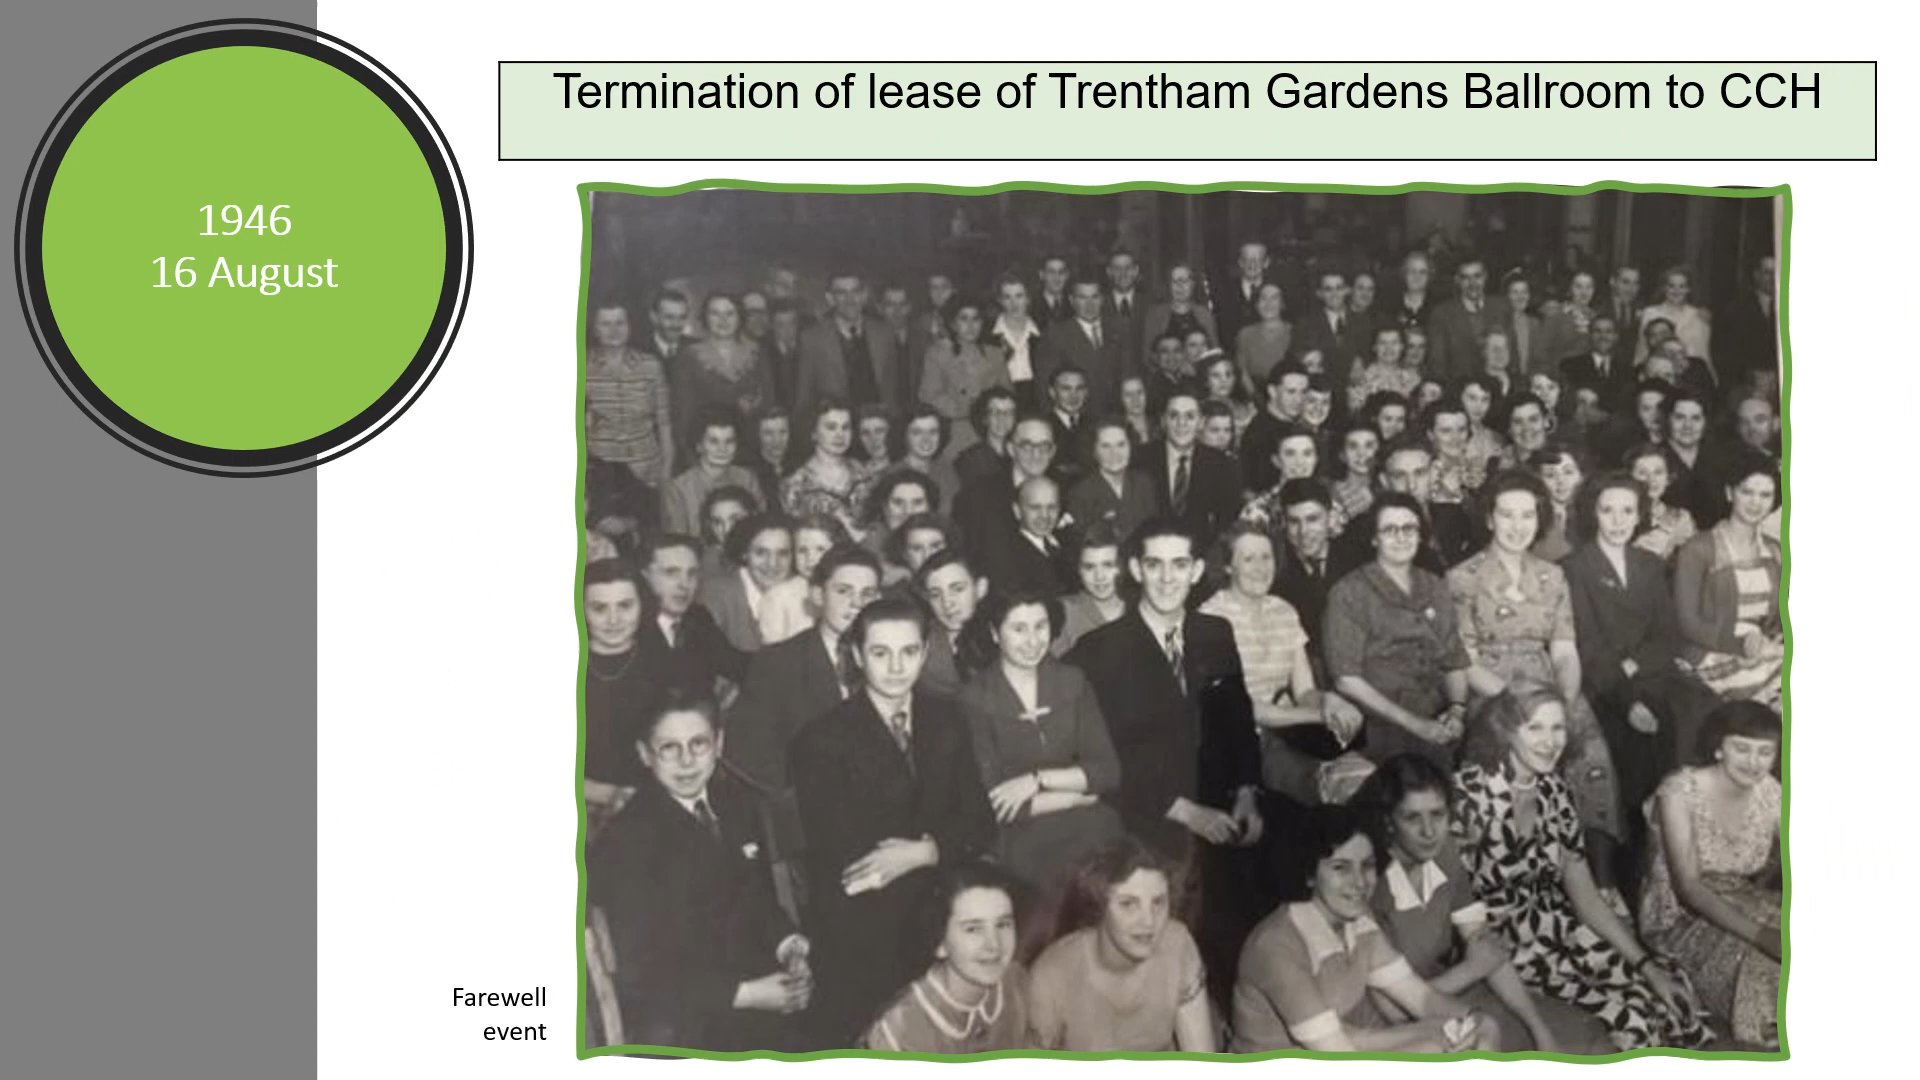 1946
16 August
Termination of lease of Trentham Gardens Ballroom to CCH
Farewell
event